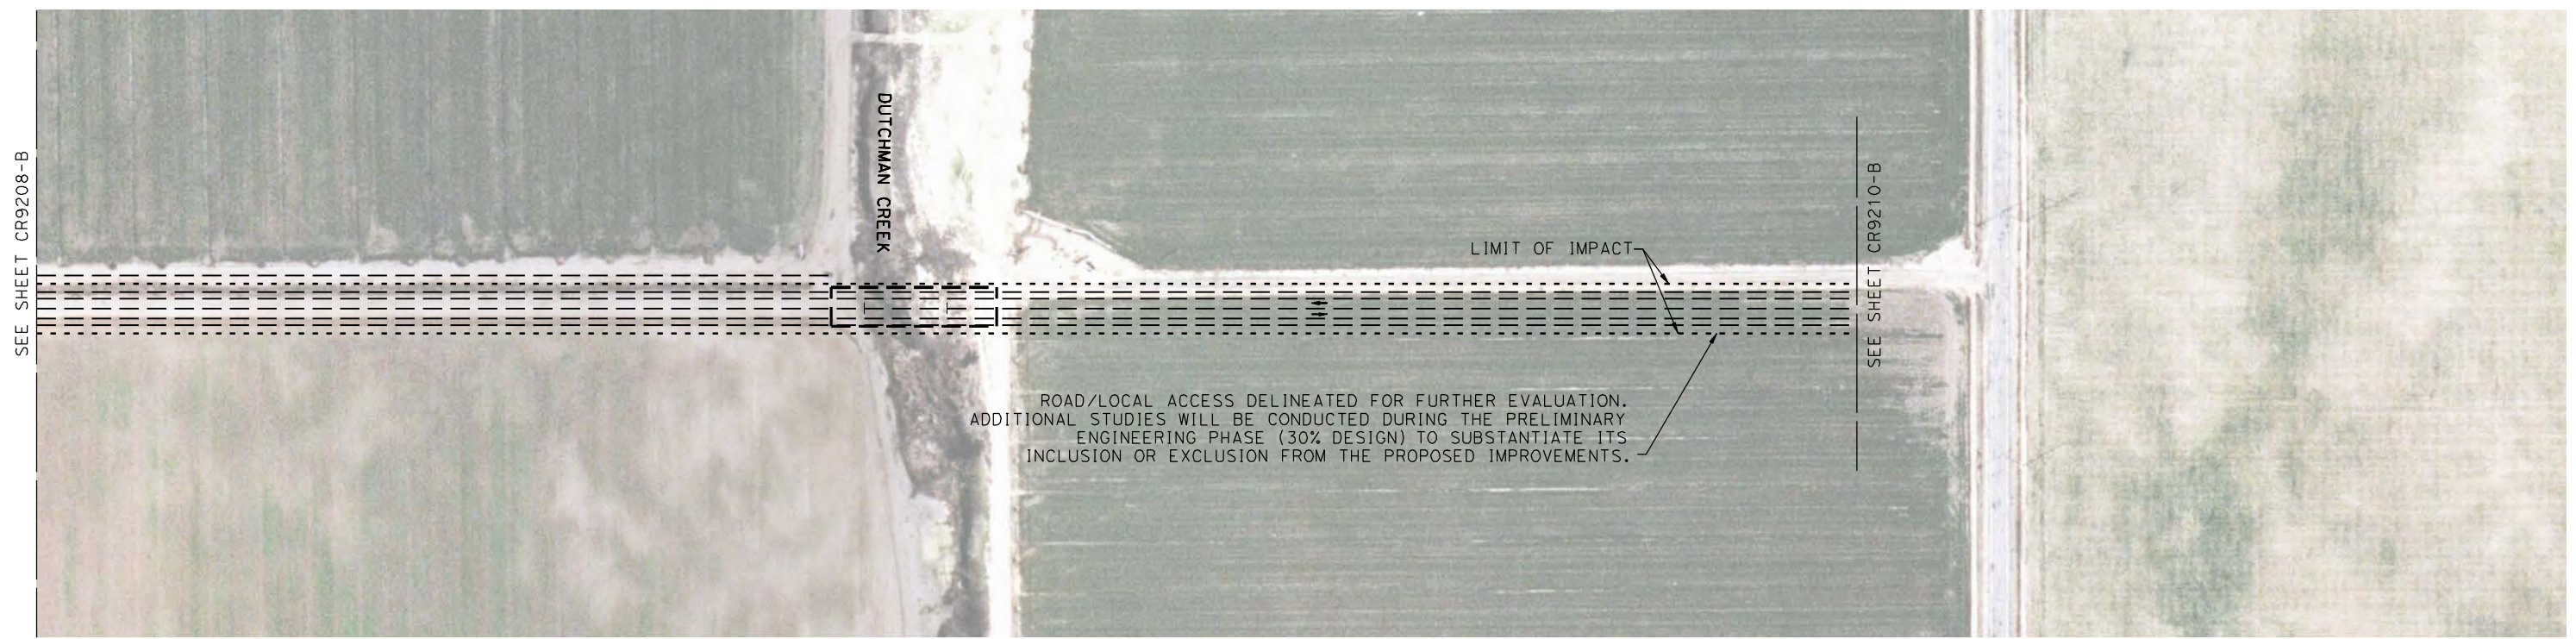 SEE SHEET CR9208-B
DUTCHMAN CREEK
LIMIT OF IMPACT
SEE SHEET CR9210-B
ROAD/LOCAL ACCESS DELINEATED FOR FURTHER EVALUATION.
ADDITIONAL STUDIES WILL BE CONDUCTED DURING THE PRELIMINARY
ENGINEERING PHASE (30% DESIGN) TO SUBSTANTIATE ITS
INCLUSION OR EXCLUSION FROM THE PROPOSED IMPROVEMENTS.